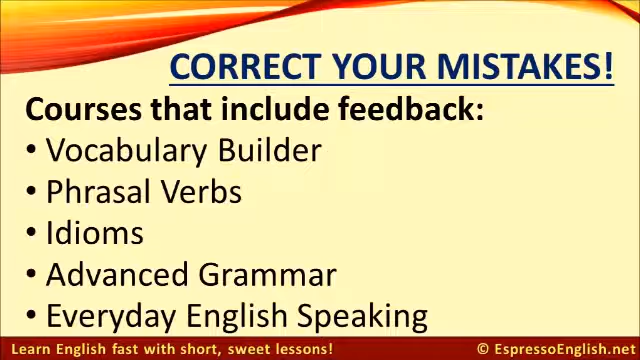 CORRECT YOUR MISTAKES!
Courses that include feedback:
• Vocabulary Builder
• Phrasal Verbs
• Idioms
• Advanced Grammar
• Everyday English Speaking
Learn English fast with short, sweet lessons! © EspressoEnglish.net